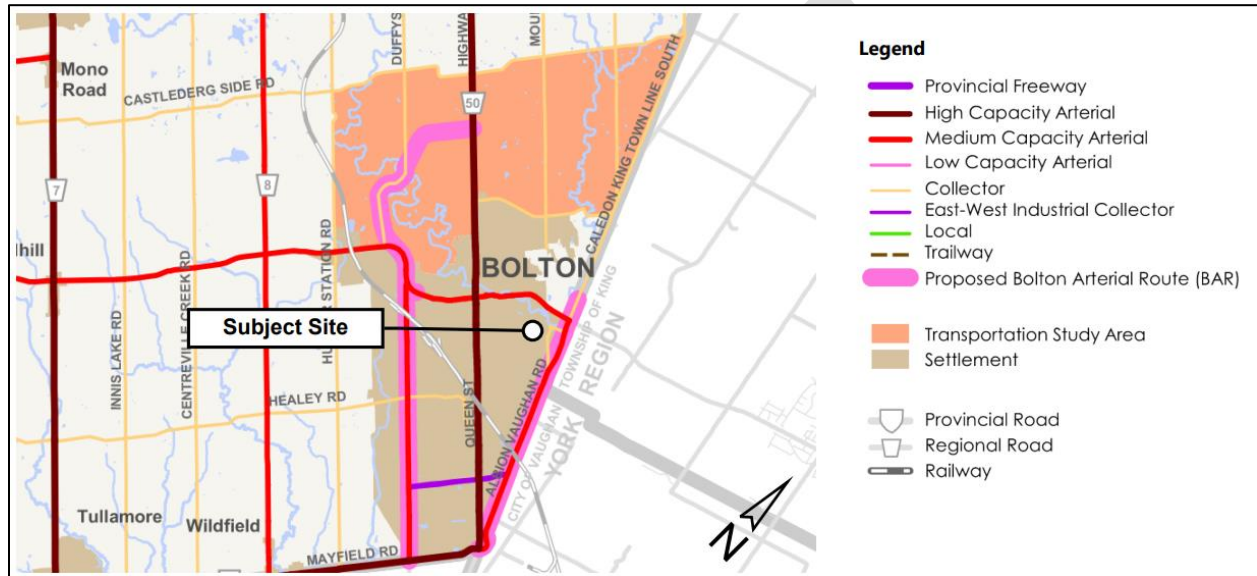 DUFFYS
HIGHWAY
MOU
Mono
Road
CASTLEDERG SIDE RD
50
CALEDON KING TOWN LINE SOUTH
7
8
lhill
INNIS LAKE RD
CENTREVILLE CREEK RD
STATION RD
BOLTON
Subject Site
HEALEY RD
QUEEN ST
ALBION VAUGHAN RD
CITY OF VAUGHAN
TOWNSHIP OF KING
YORK REGION
Tullamore
Wildfield
MAYFIELD RD
N
Legend
Provincial Freeway
High Capacity Arterial
Medium Capacity Arterial
Low Capacity Arterial
Collector
East-West Industrial Collector
Local
Trailway
Proposed Bolton Arterial Route (BAR)
Transportation Study Area
Settlement
Provincial Road
Regional Road
Railway